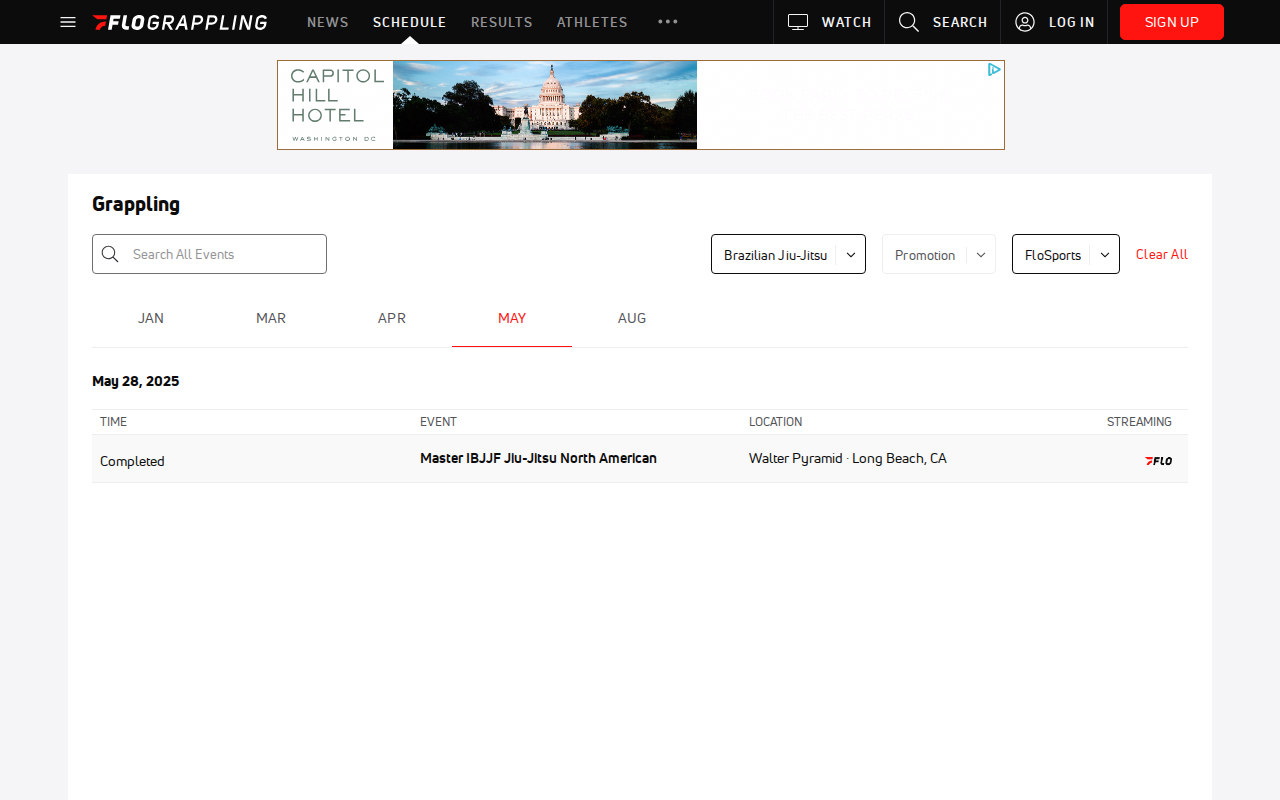 FLOGRAPPLING NEWS SCHEDULE RESULTS ATHLETES WATCH SEARCH LOG IN SIGN UP
CAPITOL
HILL
HOTEL
WASHINGTON DC
Grappling
Search All Events Brazilian Jiu-Jitsu Promotion FloSports Clear All
JAN MAR APR MAY AUG
May 28, 2025
TIME EVENT LOCATION STREAMING
Completed Master IBJJF Jiu-Jitsu North American Walter Pyramid · Long Beach, CA FLO